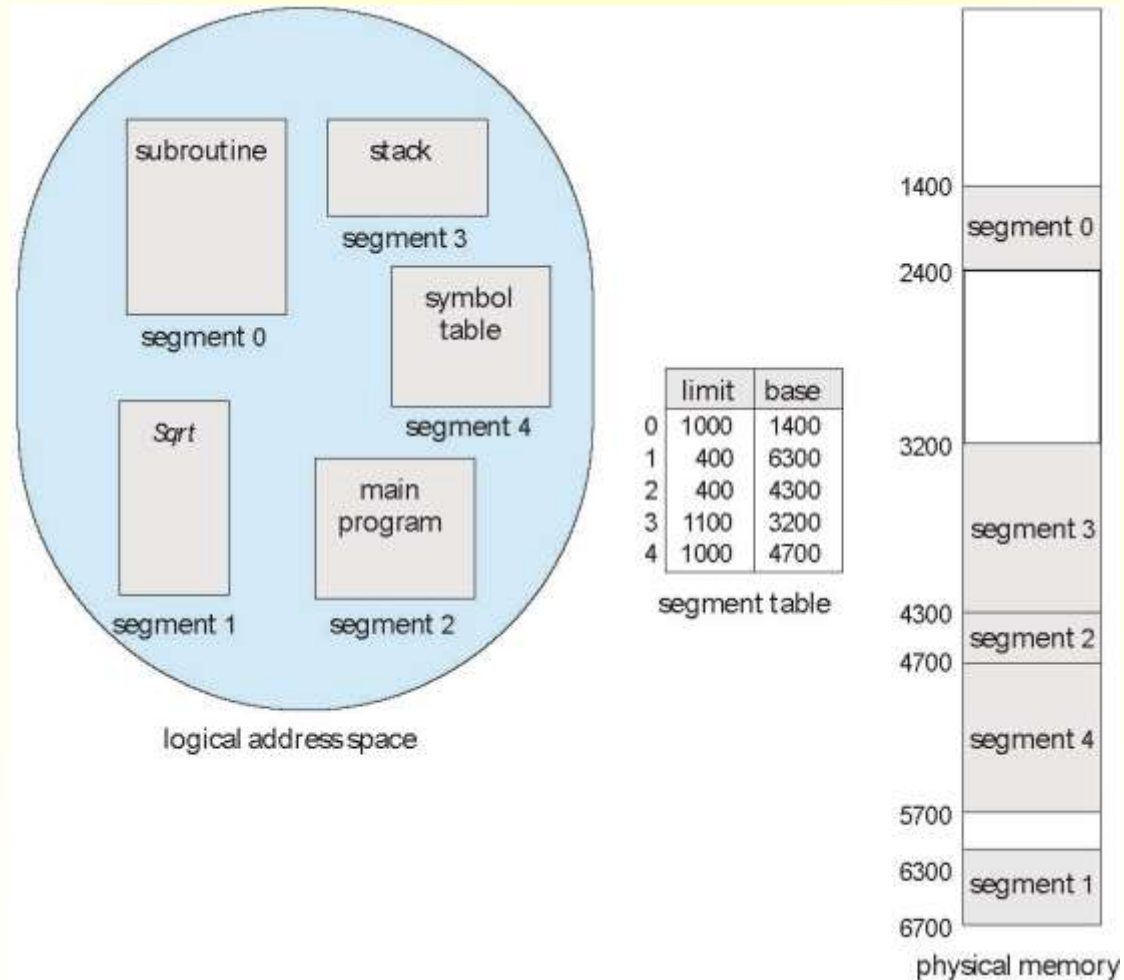 subroutine
segment 0
stack
segment 3
symbol
table
segment 4
Sqrt
segment 1
main
program
segment 2
logical address space
limit base
0 1000 1400
1 400 6300
2 400 4300
3 1100 3200
4 1000 4700
segment table
1400
segment 0
2400
3200
segment 3
4300
segment 2
4700
segment 4
5700
6300
segment 1
6700
physical memory